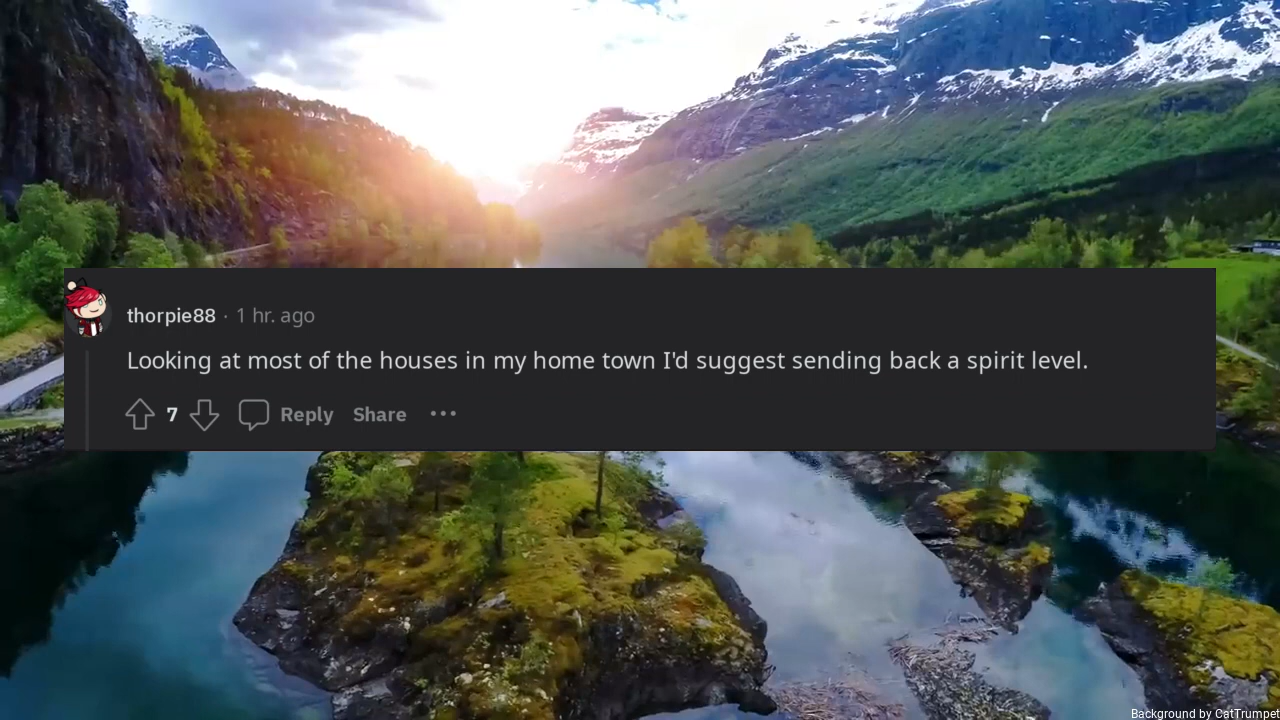 thorpie88 · 1 hr. ago
Looking at most of the houses in my home town I'd suggest sending back a spirit level.
7 Reply Share ···
Background by CatTrumpet